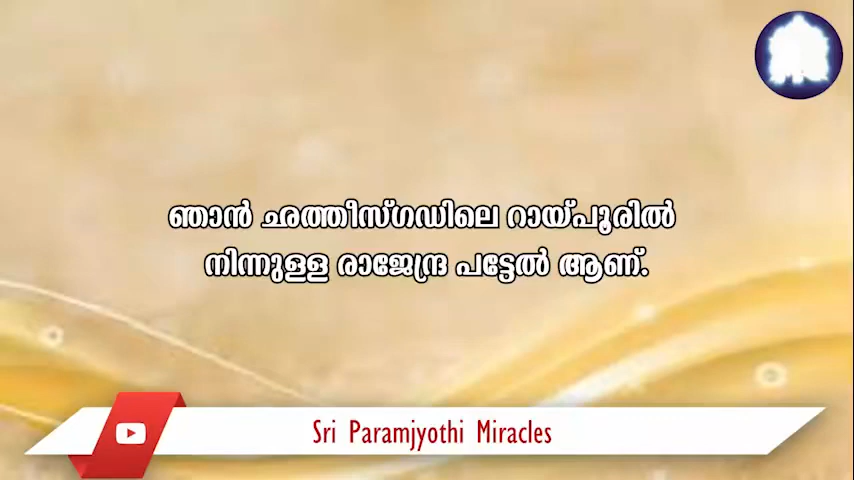 ഞാൻ ഛത്തീസ്ഗഡിലെ റായ്പൂരിൽ
നിന്നുള്ള രാജേന്ദ്ര പട്ടേൽ ആണ്.
Sri Paramjyothi Miracles